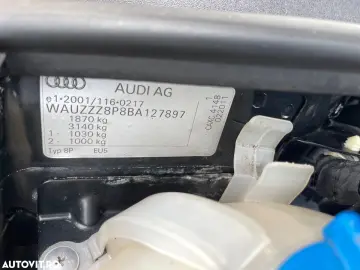 AUDI AG
e1*2001/116*0217
WAUZZZ8P8BA127897
1870 kg
3140 kg
1 - 1030 kg
2 - 1000 kg
Typ 8P EU5
AUTOVIT.RO